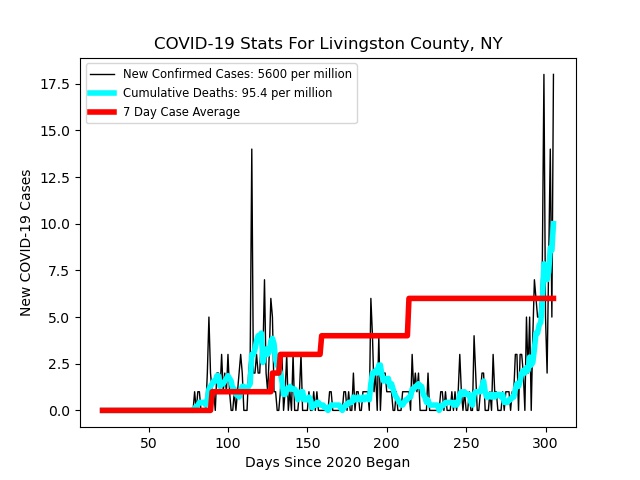 COVID-19 Stats For Livingston County, NY
New Confirmed Cases: 5600 per million
Cumulative Deaths: 95.4 per million
7 Day Case Average
17.5
15.0
12.5
10.0
7.5
5.0
2.5
0.0
New COVID-19 Cases
50 100 150 200 250 300
Days Since 2020 Began